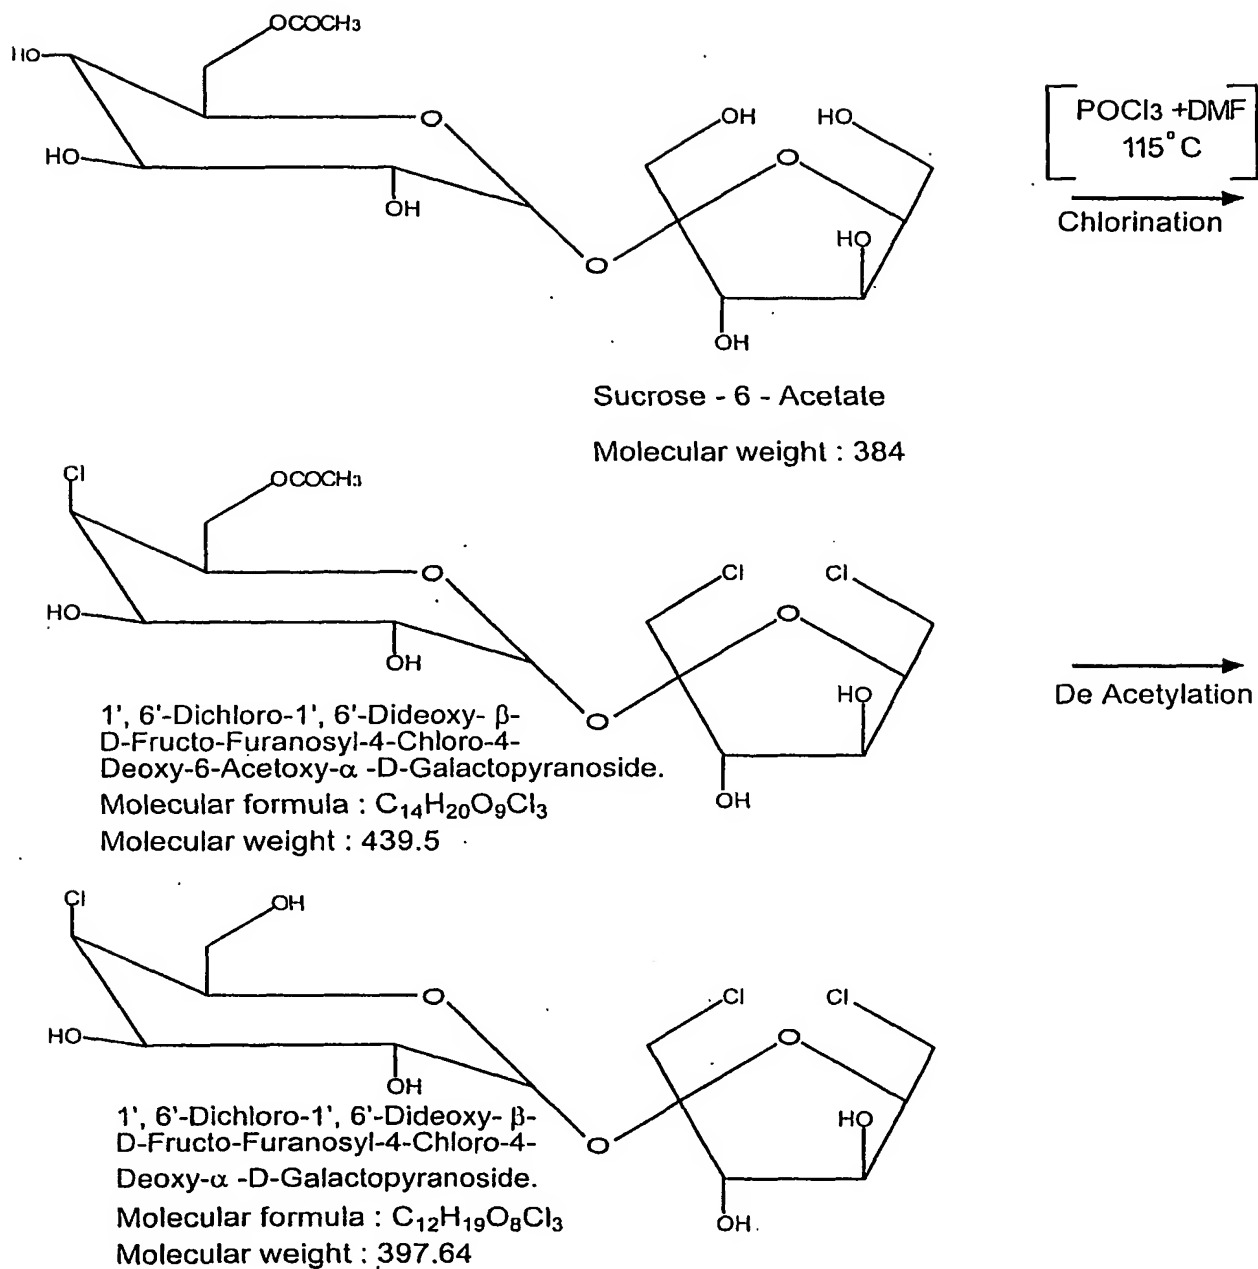 OCOCH3
HO
O
OH
HO
HO
O
HO
OH
HO
O
OH
POCl3 +DMF
115° C
Chlorination
Sucrose - 6 - Acetate
Molecular weight : 384
Cl
OCOCH3
O
Cl
Cl
O
HO
OH
HO
O
OH
De Acetylation
1', 6'-Dichloro-1', 6'-Dideoxy- β-
D-Fructo-Furanosyl-4-Chloro-4-
Deoxy-6-Acetoxy-α -D-Galactopyranoside.
Molecular formula : C₁₄H₂₀O₉Cl₃
Molecular weight : 439.5
Cl
OH
O
Cl
Cl
O
HO
OH
HO
O
OH
1', 6'-Dichloro-1', 6'-Dideoxy- β-
D-Fructo-Furanosyl-4-Chloro-4-
Deoxy-α -D-Galactopyranoside.
Molecular formula : C₁₂H₁₉O₈Cl₃
Molecular weight : 397.64